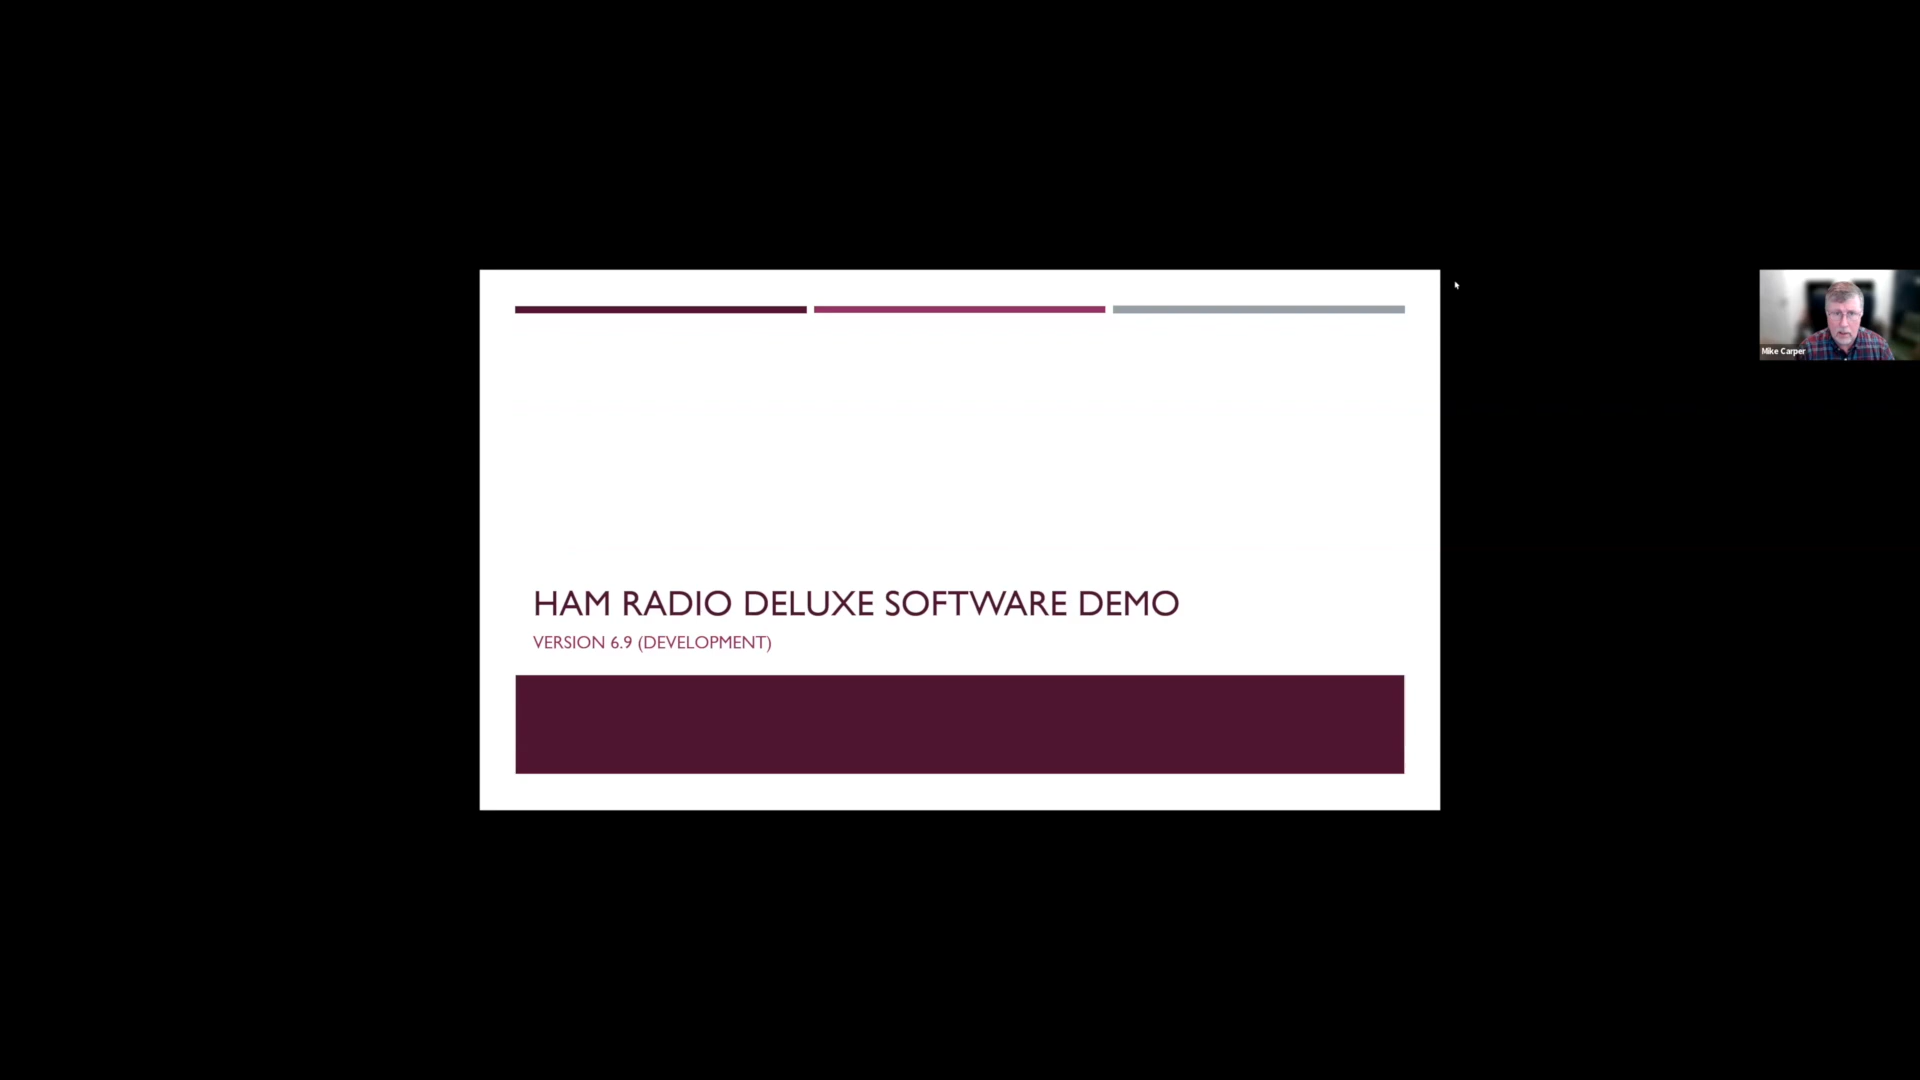 HAM RADIO DELUXE SOFTWARE DEMO
VERSION 6.9 (DEVELOPMENT)
Mike Carper